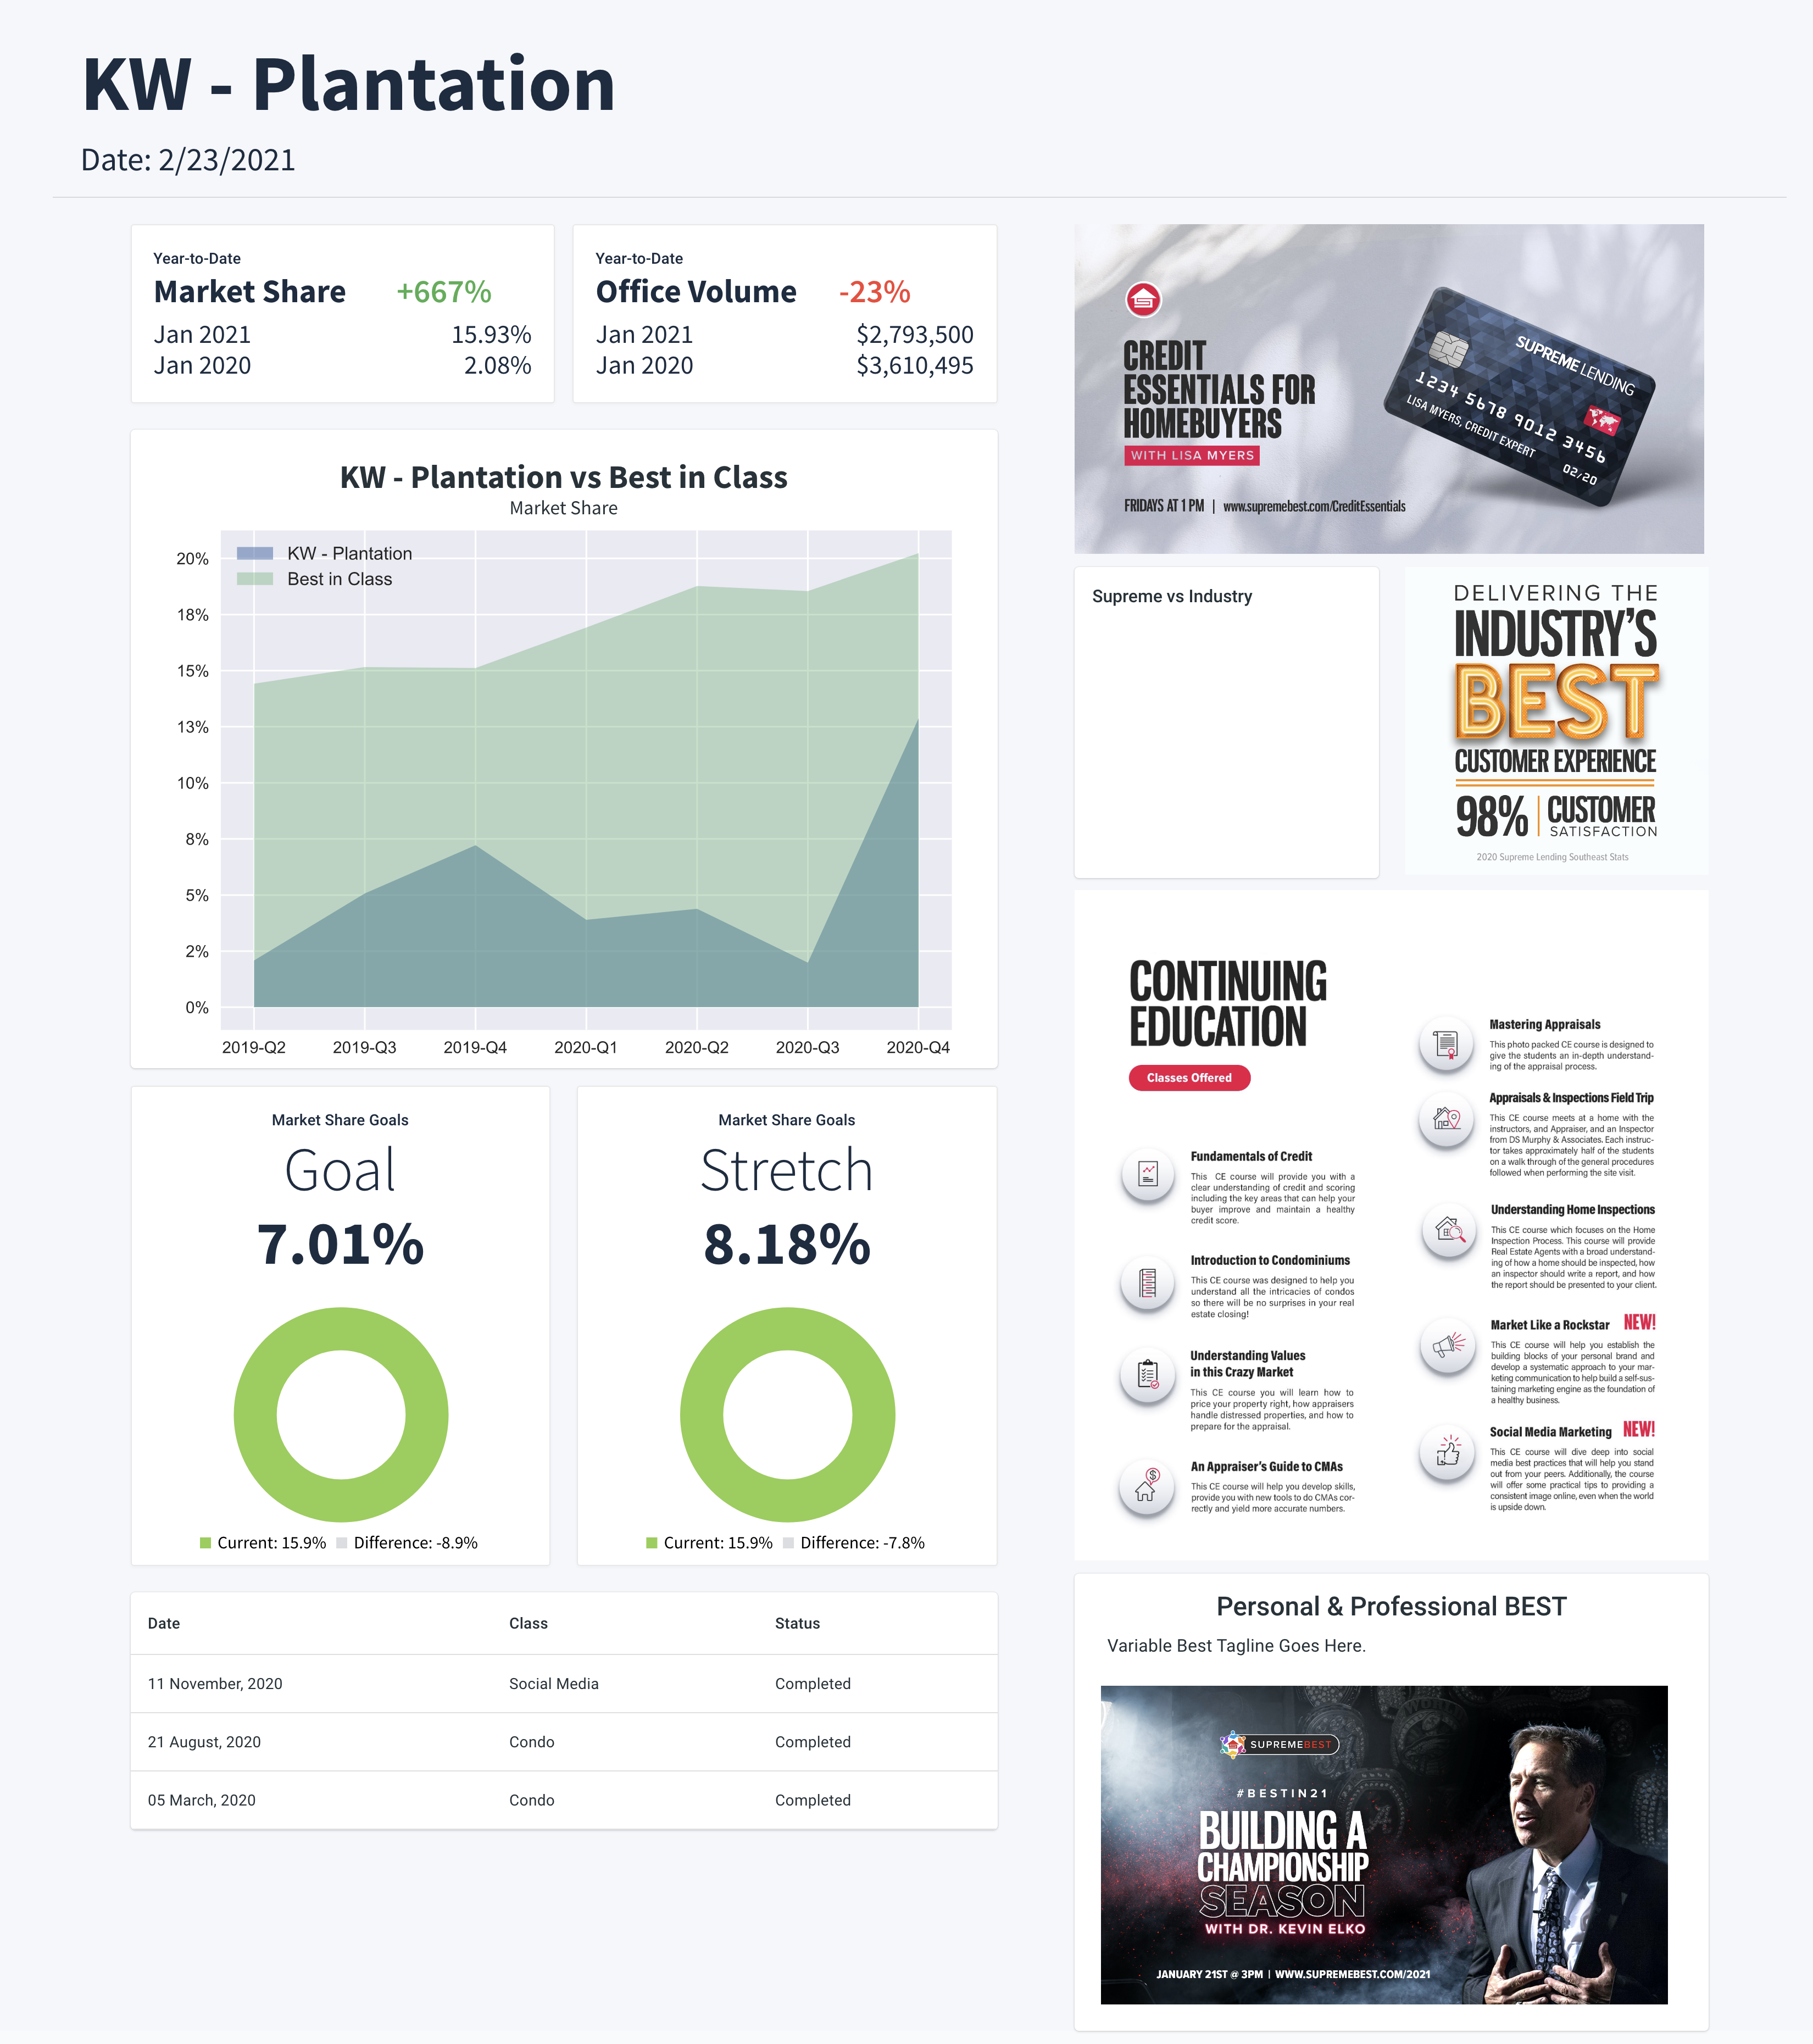 KW - Plantation
Date: 2/23/2021
Year-to-Date
Market Share +667%
Jan 2021 15.93%
Jan 2020 2.08%
Year-to-Date
Office Volume -23%
Jan 2021 $2,793,500
Jan 2020 $3,610,495
KW - Plantation vs Best in Class
Market Share
KW - Plantation
Best in Class
20%
18%
15%
13%
10%
8%
5%
2%
0%
2019-Q2 2019-Q3 2019-Q4 2020-Q1 2020-Q2 2020-Q3 2020-Q4
Market Share Goals
Goal
7.01%
Current: 15.9% Difference: -8.9%
Market Share Goals
Stretch
8.18%
Current: 15.9% Difference: -7.8%
Date Class Status
11 November, 2020 Social Media Completed
21 August, 2020 Condo Completed
05 March, 2020 Condo Completed
CREDIT
ESSENTIALS FOR
HOMEBUYERS
WITH LISA MYERS
FRIDAYS AT 1 PM | www.supremebest.com/CreditEssentials
SUPREME LENDING
1234 5678 9012 3456
LISA MYERS, CREDIT EXPERT
02/20
Supreme vs Industry
DELIVERING THE
INDUSTRY'S
BEST
CUSTOMER EXPERIENCE
98% | CUSTOMER
SATISFACTION
2020 Supreme Lending Southeast Stats
CONTINUING
EDUCATION
Classes Offered
Fundamentals of Credit
This CE course will provide you with a
clear understanding of credit and scoring
including the key areas that can help your
buyer improve and maintain a healthy
credit score.
Introduction to Condominiums
This CE course was designed to help you
understand all the intricacies of condos
so there will be no surprises in your real
estate closing!
Understanding Values
in this Crazy Market
This CE course you will learn how to
price your property right, how appraisers
handle distressed properties, and how to
prepare for the appraisal.
An Appraiser's Guide to CMAs
This CE course will help you develop skills,
provide you with new tools to do CMAs cor-
rectly and yield more accurate numbers.
Mastering Appraisals
This photo packed CE course is designed to
give the students an in-depth understand-
ing of the appraisal process.
Appraisals & Inspections Field Trip
This CE course meets at a home with the
instructors, and Appraiser, and an Inspector
from DS Murphy & Associates. Each instruc-
tor takes approximately half of the students
on a walk through of the general procedures
followed when performing the site visit.
Understanding Home Inspections
This CE course which focuses on the Home
Inspection Process. This course will provide
Real Estate Agents with a broad understand-
ing of how a home should be inspected, how
an inspector should write a report, and how
the report should be presented to your client.
Market Like a Rockstar NEW!
This CE course will help you establish the
building blocks of your personal brand and
develop a systematic approach to your mar-
keting communication to help build a self-sus-
taining marketing engine as the foundation of
a healthy business.
Social Media Marketing NEW!
This CE course will dive deep into social
media best practices that will help you stand
out from your peers. Additionally, the course
will offer some practical tips to providing a
consistent image online, even when the world
is upside down.
Personal & Professional BEST
Variable Best Tagline Goes Here.
SUPREMEBEST
#BESTIN21
BUILDING A
CHAMPIONSHIP
SEASON
WITH DR. KEVIN ELKO
JANUARY 21ST @ 3PM | WWW.SUPREMEBEST.COM/2021